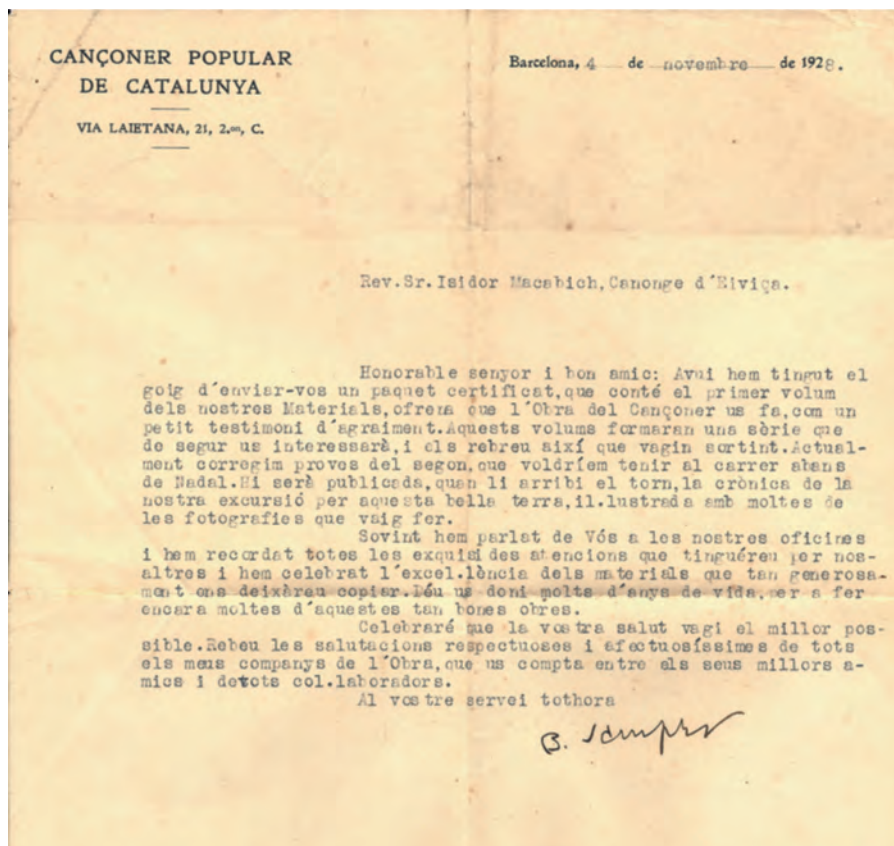 CANÇONER POPULAR
DE CATALUNYA
VIA LAIETANA, 21, 2.on, C.
Barcelona, 4 de novembre de 1928.
Rev.Sr.Isidor Macabich,Canonge d´Eiviça.
Honorable senyor i bon amic: Avui hem tingut el
goig d´enviar-vos un paquet certificat,que conté el primer volum
dels nostres Materials,ofrena que l´Obra del Cançoner us fa,com un
petit testimoni d´agraiment.Aquests volums formaran una sèrie que
de segur us interessarà,i els rebreu així que vagin sortint.Actual-
ment corregim proves del segon,que voldríem tenir al carrer abans
de Nadal.Hi serà publicada,quan li arribi el torn,la crònica de la
nostra excursió per aquesta bella terra,il.lustrada amb moltes de
les fotografies que vaig fer.
Sovint hem parlat de Vós a les nostres oficines
i hem recordat totes les exquisides atencions que tinguéreu per nos-
altres i hem celebrat l´excel.lència dels materials que tan generosa-
ment ens deixàreu copiar.Déu us doni molts d´anys de vida,per a fer
encara moltes d´aquestes tan bones obres.
Celebraré que la vostra salut vagi el millor pos-
sible.Rebeu les salutacions respectuoses i afectuosíssimes de tots
els meus companys de l´Obra,que us compta entre els seus millors a-
mics i detots col.laboradors.
Al vostre servei tothora
B. Samper